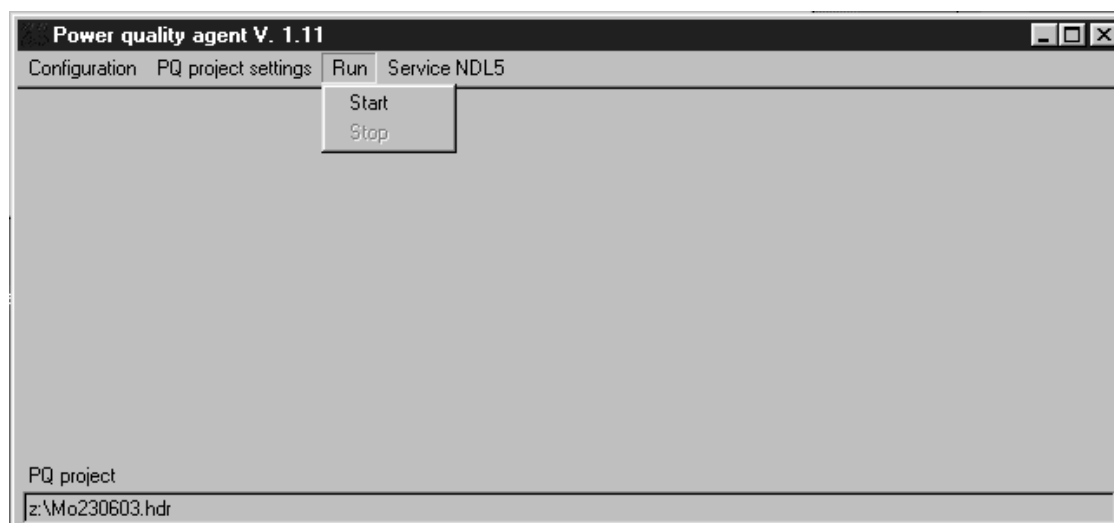 Power quality agent V. 1.11
Configuration PQ project settings Run Service NDL5
Start
Stop
PQ project
z:\Mo230603.hdr